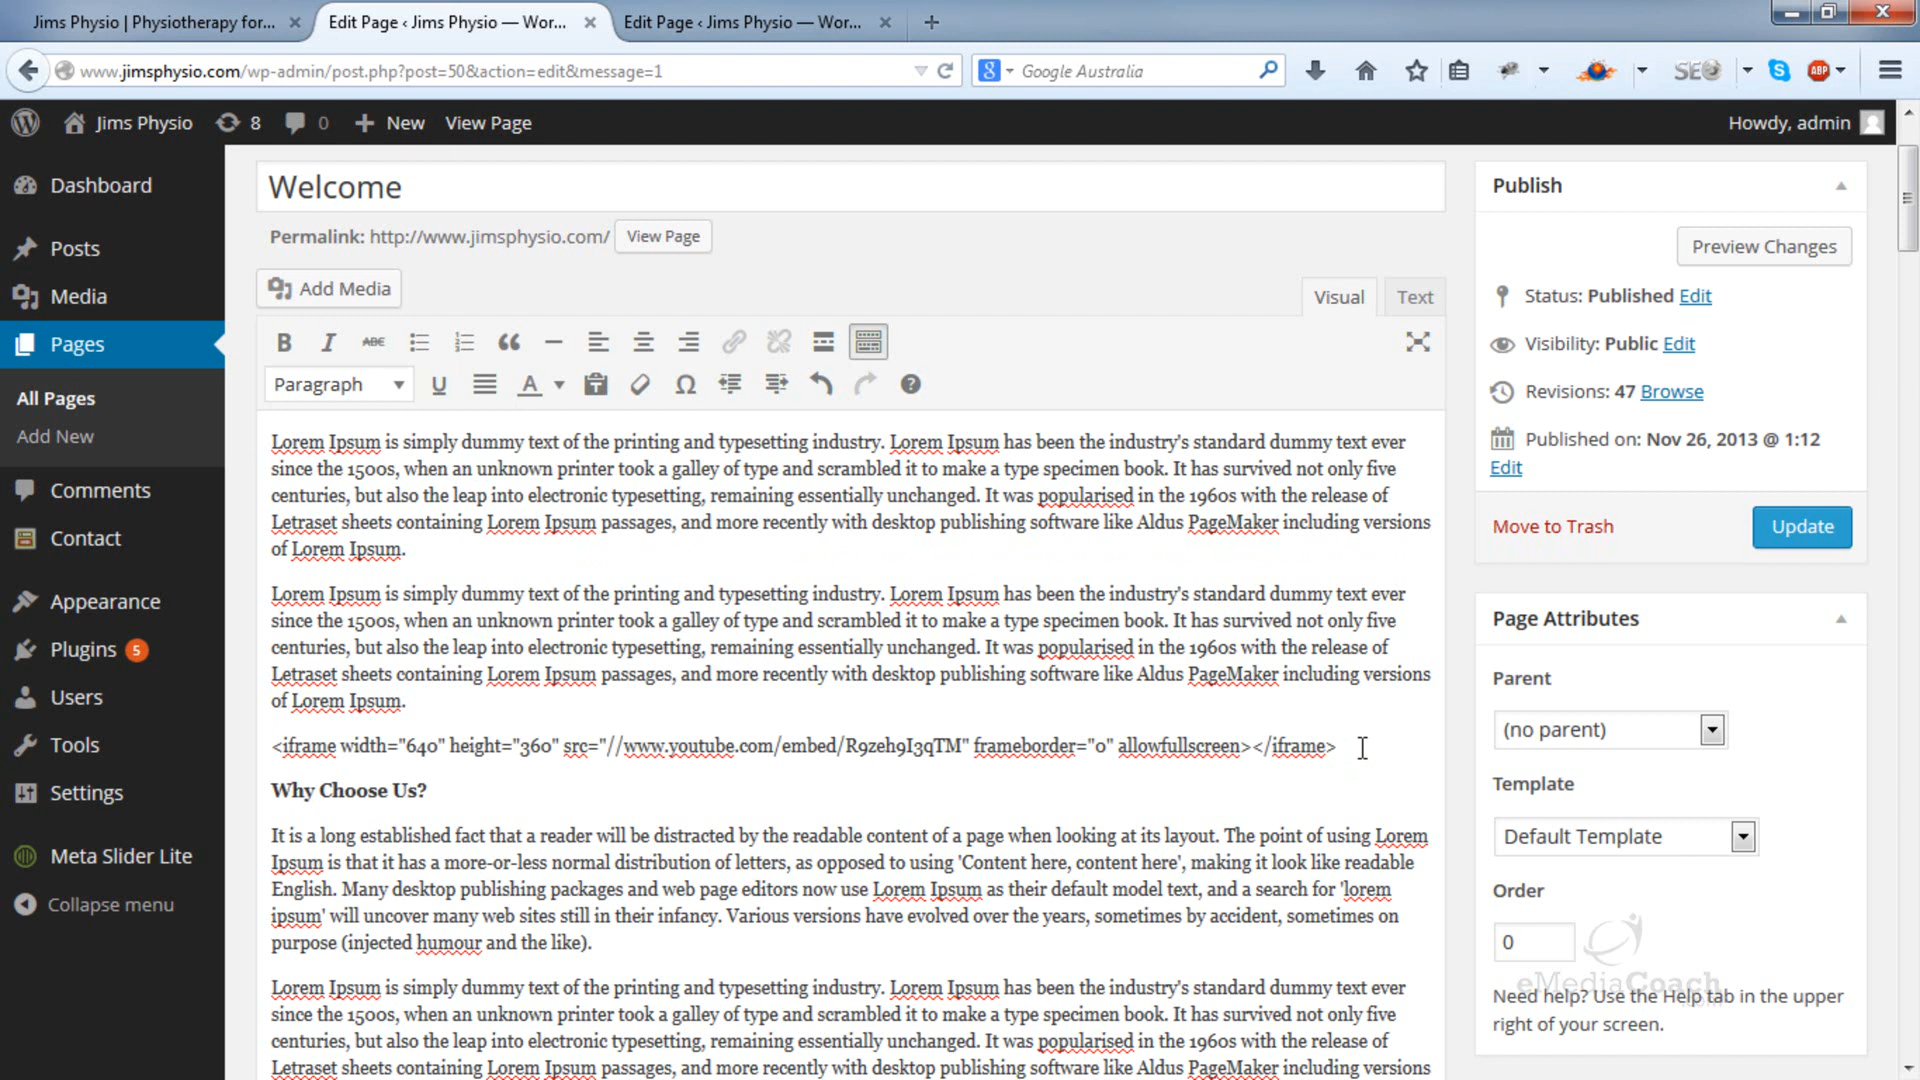 Jims Physio | Physiotherapy for...
Edit Page ‹ Jims Physio — Wor...
Edit Page ‹ Jims Physio — Wor...
www.jimsphysio.com/wp-admin/post.php?post=50&action=edit&message=1
Google Australia
SEO
ABP
Jims Physio
8
0
New
View Page
Howdy, admin
Dashboard
Posts
Media
Pages
All Pages
Add New
Comments
Contact
Appearance
Plugins 5
Users
Tools
Settings
Meta Slider Lite
Collapse menu
Welcome
Permalink: http://www.jimsphysio.com/ View Page
Add Media
Visual
Text
B I ABC
Paragraph
U A
Lorem Ipsum is simply dummy text of the printing and typesetting industry. Lorem Ipsum has been the industry's standard dummy text ever
since the 1500s, when an unknown printer took a galley of type and scrambled it to make a type specimen book. It has survived not only five
centuries, but also the leap into electronic typesetting, remaining essentially unchanged. It was popularised in the 1960s with the release of
Letraset sheets containing Lorem Ipsum passages, and more recently with desktop publishing software like Aldus PageMaker including versions
of Lorem Ipsum.
Lorem Ipsum is simply dummy text of the printing and typesetting industry. Lorem Ipsum has been the industry's standard dummy text ever
since the 1500s, when an unknown printer took a galley of type and scrambled it to make a type specimen book. It has survived not only five
centuries, but also the leap into electronic typesetting, remaining essentially unchanged. It was popularised in the 1960s with the release of
Letraset sheets containing Lorem Ipsum passages, and more recently with desktop publishing software like Aldus PageMaker including versions
of Lorem Ipsum.
<iframe width="640" height="360" src="//www.youtube.com/embed/R9zeh9I3qTM" frameborder="0" allowfullscreen></iframe>
Why Choose Us?
It is a long established fact that a reader will be distracted by the readable content of a page when looking at its layout. The point of using Lorem
Ipsum is that it has a more-or-less normal distribution of letters, as opposed to using 'Content here, content here', making it look like readable
English. Many desktop publishing packages and web page editors now use Lorem Ipsum as their default model text, and a search for 'lorem
ipsum' will uncover many web sites still in their infancy. Various versions have evolved over the years, sometimes by accident, sometimes on
purpose (injected humour and the like).
Lorem Ipsum is simply dummy text of the printing and typesetting industry. Lorem Ipsum has been the industry's standard dummy text ever
since the 1500s, when an unknown printer took a galley of type and scrambled it to make a type specimen book. It has survived not only five
centuries, but also the leap into electronic typesetting, remaining essentially unchanged. It was popularised in the 1960s with the release of
Letraset sheets containing Lorem Ipsum passages, and more recently with desktop publishing software like Aldus PageMaker including versions
Publish
Preview Changes
Status: Published Edit
Visibility: Public Edit
Revisions: 47 Browse
Published on: Nov 26, 2013 @ 1:12
Edit
Move to Trash
Update
Page Attributes
Parent
(no parent)
Template
Default Template
Order
0
eMediaCoach
.com
Need help? Use the Help tab in the upper
right of your screen.